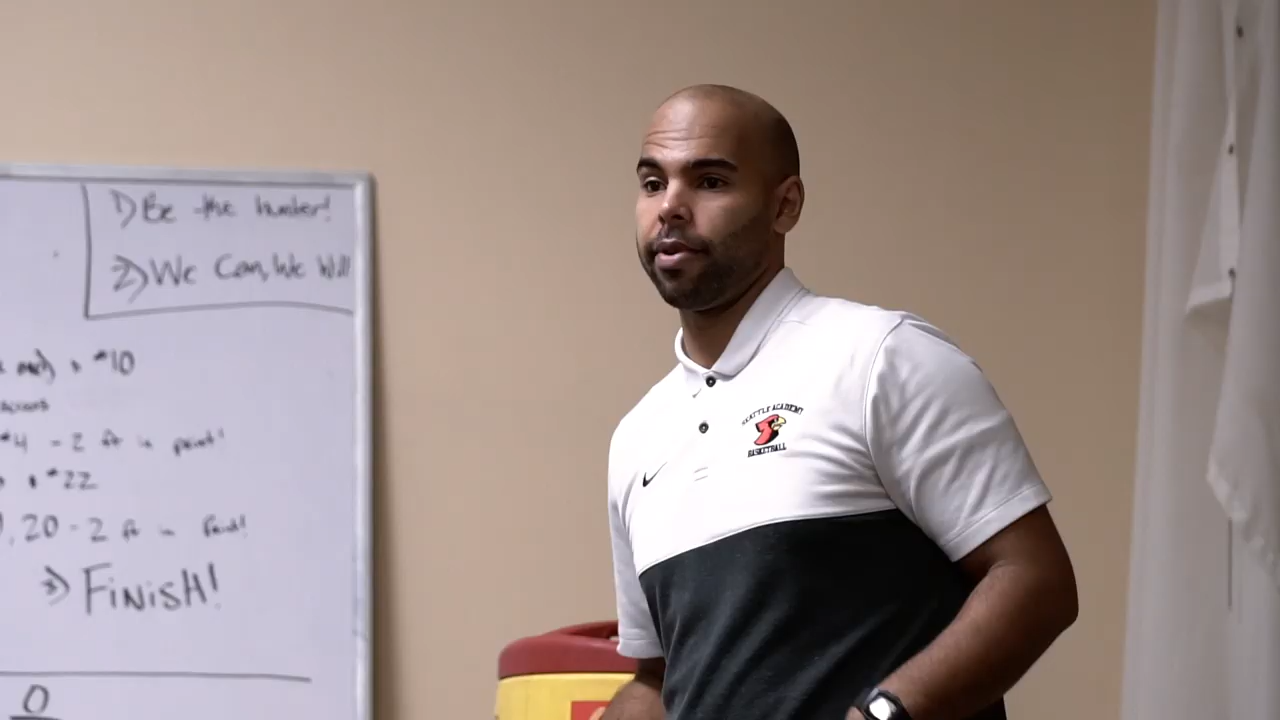 1) Be the hunter!
2) We Can, We Will
each) #10
#4 - 2 ft in paint!
#22
, 20 - 2 ft in paint!
Finish!
0
SEATTLE ACADEMY
BASKETBALL